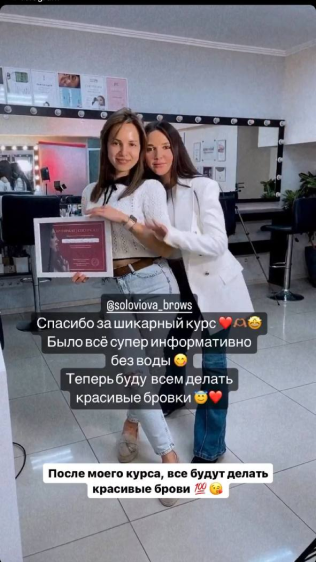 @soloviova_brows
Спасибо за шикарный курс❤️🫶🤩
Было всё супер информативно
без воды 😋
Теперь буду всем делать
красивые бровки 😇❤️
После моего курса, все будут делать
красивые брови 💯 😘